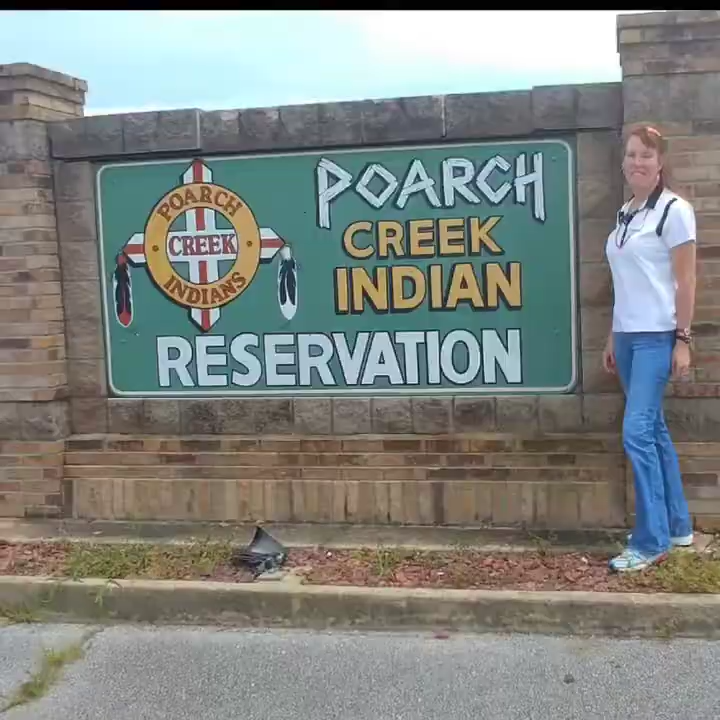 POARCH
CREEK
INDIANS
POARCH
CREEK
INDIAN
RESERVATION